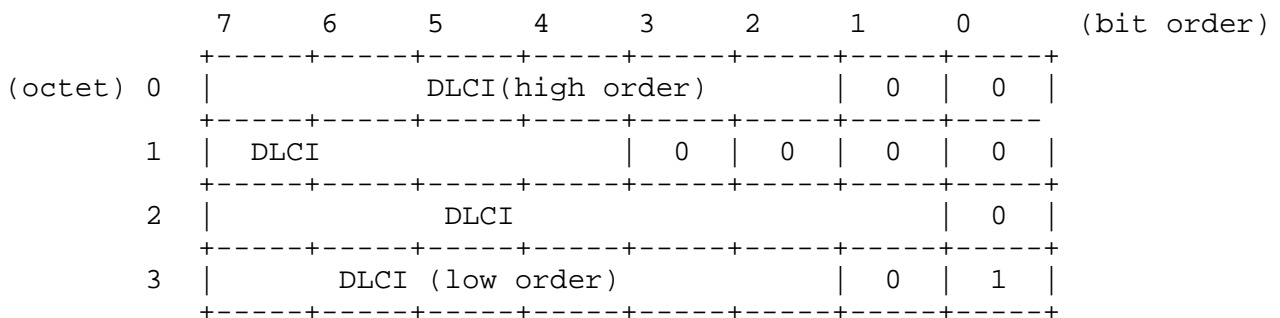 7 6 5 4 3 2 1 0 (bit order)
+-----+-----+-----+-----+-----+-----+-----+-----+
(octet) 0 | DLCI(high order) | 0 | 0 |
+-----+-----+-----+-----+-----+-----+-----+-----
1 | DLCI | 0 | 0 | 0 | 0 |
+-----+-----+-----+-----+-----+-----+-----+-----+
2 | DLCI | 0 |
+-----+-----+-----+-----+-----+-----+-----+-----+
3 | DLCI (low order) | 0 | 1 |
+-----+-----+-----+-----+-----+-----+-----+-----+